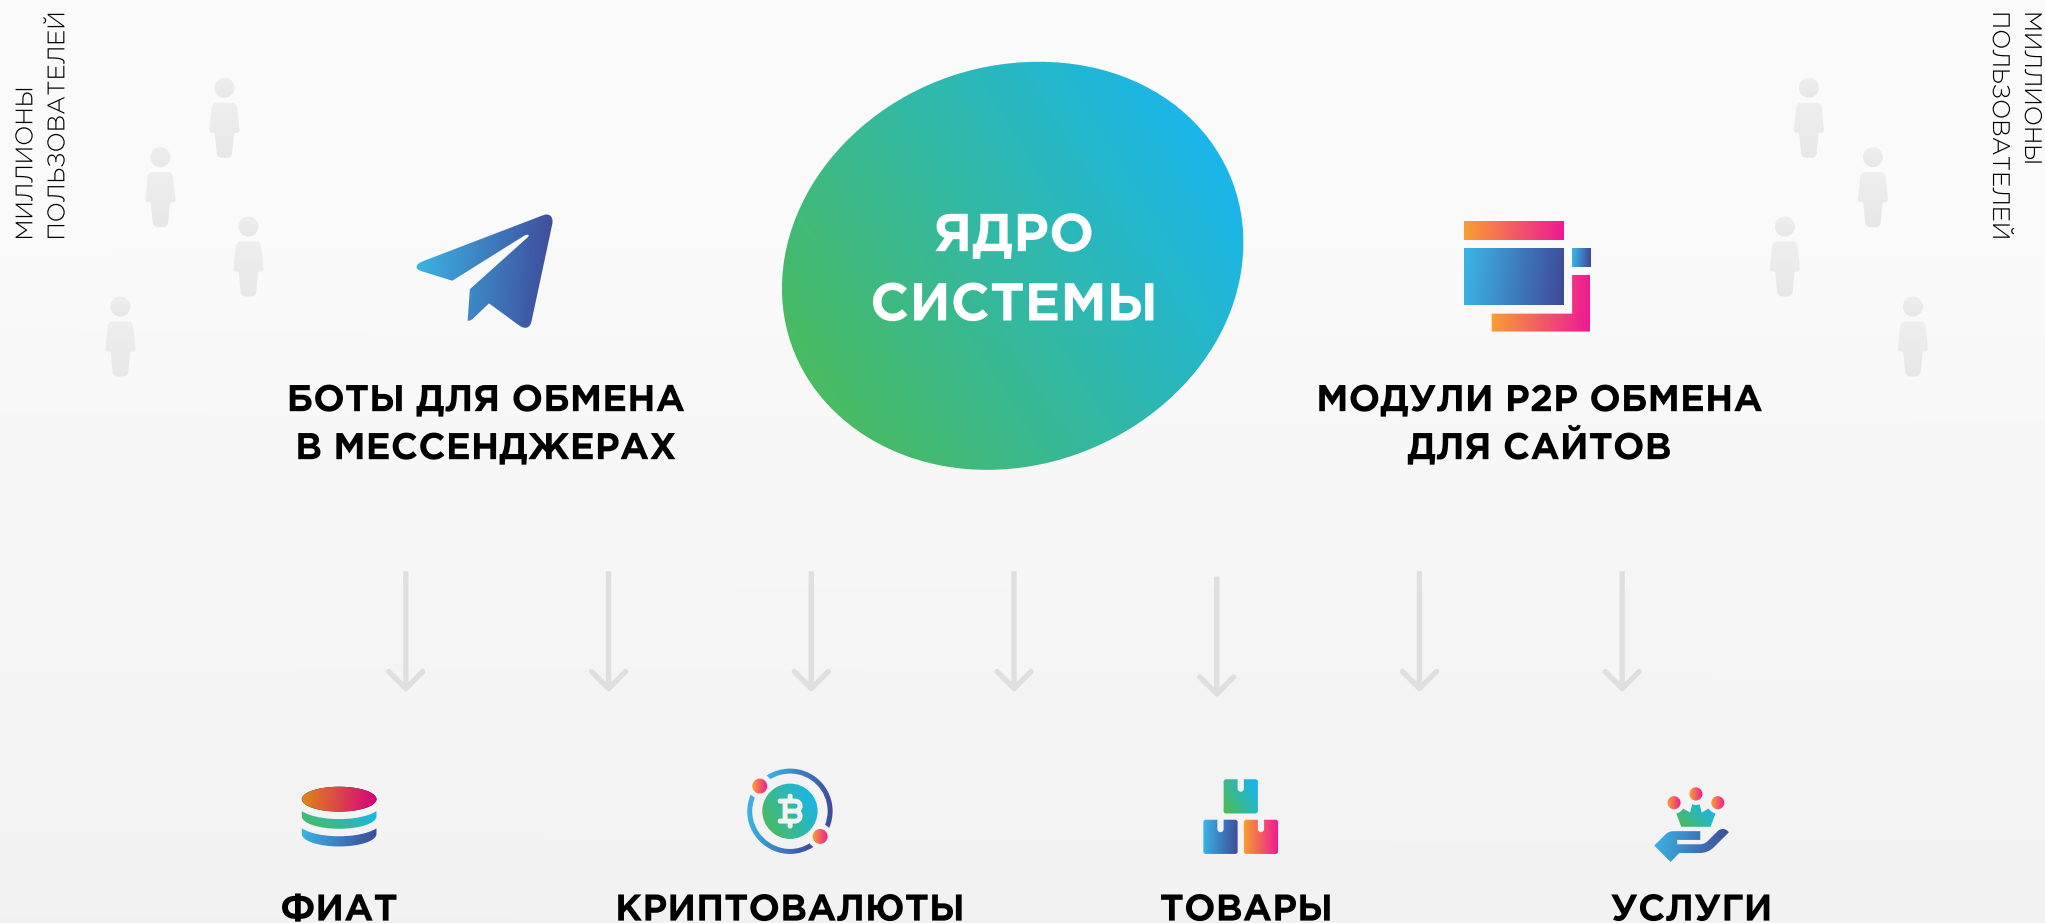 МИЛЛИОНЫ
ПОЛЬЗОВАТЕЛЕЙ
ЯДРО
СИСТЕМЫ
МИЛЛИОНЫ
ПОЛЬЗОВАТЕЛЕЙ
БОТЫ ДЛЯ ОБМЕНА
В МЕССЕНДЖЕРАХ
МОДУЛИ P2P ОБМЕНА
ДЛЯ САЙТОВ
ФИАТ
КРИПТОВАЛЮТЫ
ТОВАРЫ
УСЛУГИ